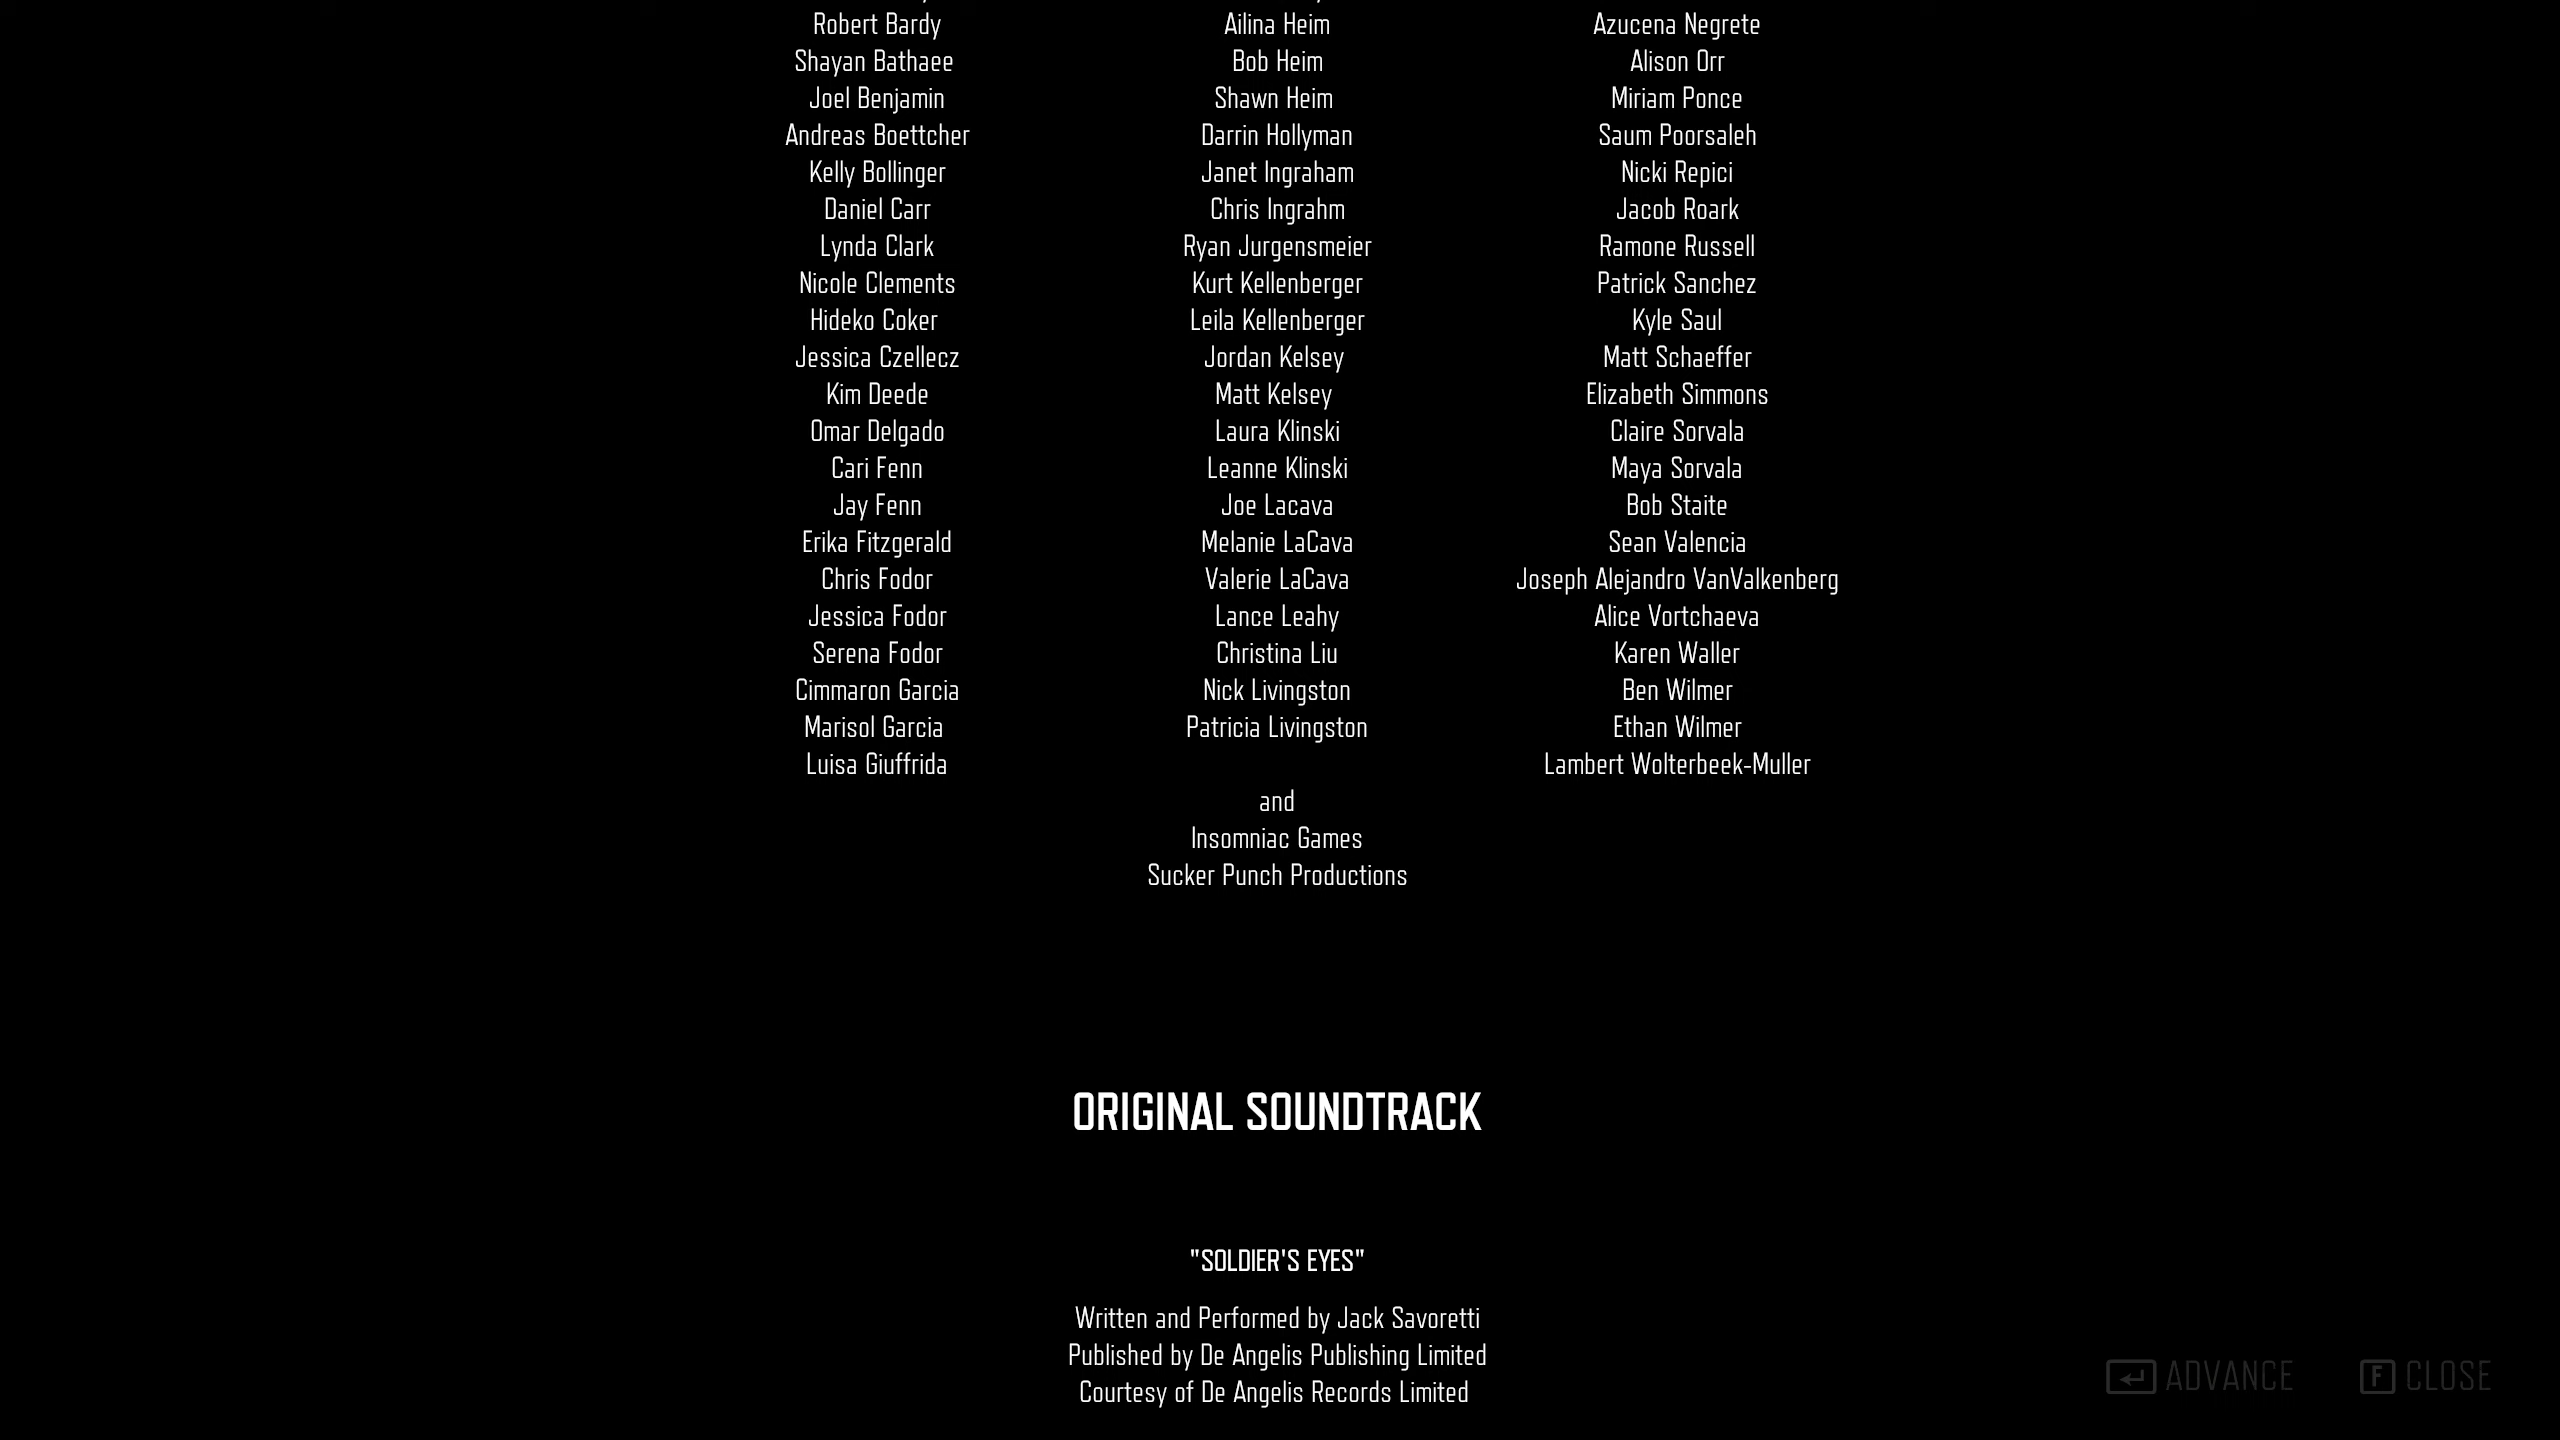 Robert Bardy
Shayan Bathaee
Joel Benjamin
Andreas Boettcher
Kelly Bollinger
Daniel Carr
Lynda Clark
Nicole Clements
Hideko Coker
Jessica Czellecz
Kim Deede
Omar Delgado
Cari Fenn
Jay Fenn
Erika Fitzgerald
Chris Fodor
Jessica Fodor
Serena Fodor
Cimmaron Garcia
Marisol Garcia
Luisa Giuffrida
Ailina Heim
Bob Heim
Shawn Heim
Darrin Hollyman
Janet Ingraham
Chris Ingrahm
Ryan Jurgensmeier
Kurt Kellenberger
Leila Kellenberger
Jordan Kelsey
Matt Kelsey
Laura Klinski
Leanne Klinski
Joe Lacava
Melanie LaCava
Valerie LaCava
Lance Leahy
Christina Liu
Nick Livingston
Patricia Livingston
Azucena Negrete
Alison Orr
Miriam Ponce
Saum Poorsaleh
Nicki Repici
Jacob Roark
Ramone Russell
Patrick Sanchez
Kyle Saul
Matt Schaeffer
Elizabeth Simmons
Claire Sorvala
Maya Sorvala
Bob Staite
Sean Valencia
Joseph Alejandro VanValkenberg
Alice Vortchaeva
Karen Waller
Ben Wilmer
Ethan Wilmer
Lambert Wolterbeek-Muller
and
Insomniac Games
Sucker Punch Productions
ORIGINAL SOUNDTRACK
"SOLDIER'S EYES"
Written and Performed by Jack Savoretti
Published by De Angelis Publishing Limited
Courtesy of De Angelis Records Limited
ADVANCE
F CLOSE